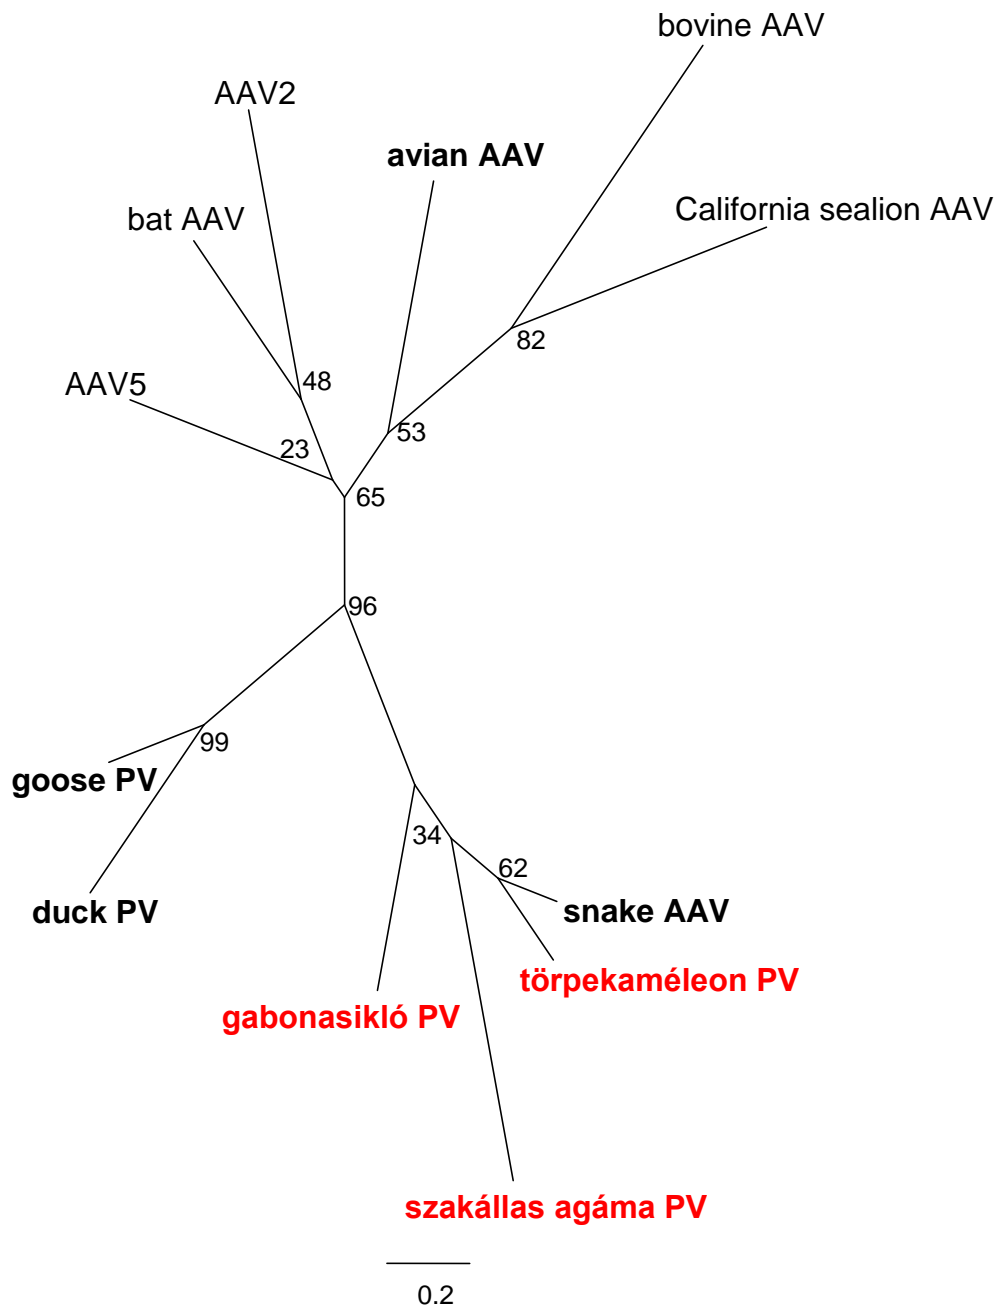 bovine AAV
AAV2
avian AAV
bat AAV
California sealion AAV
82
48
AAV5
53
23
65
96
99
goose PV
34
62
duck PV
snake AAV
törpekaméleon PV
gabonasikló PV
szakállas agáma PV
0.2